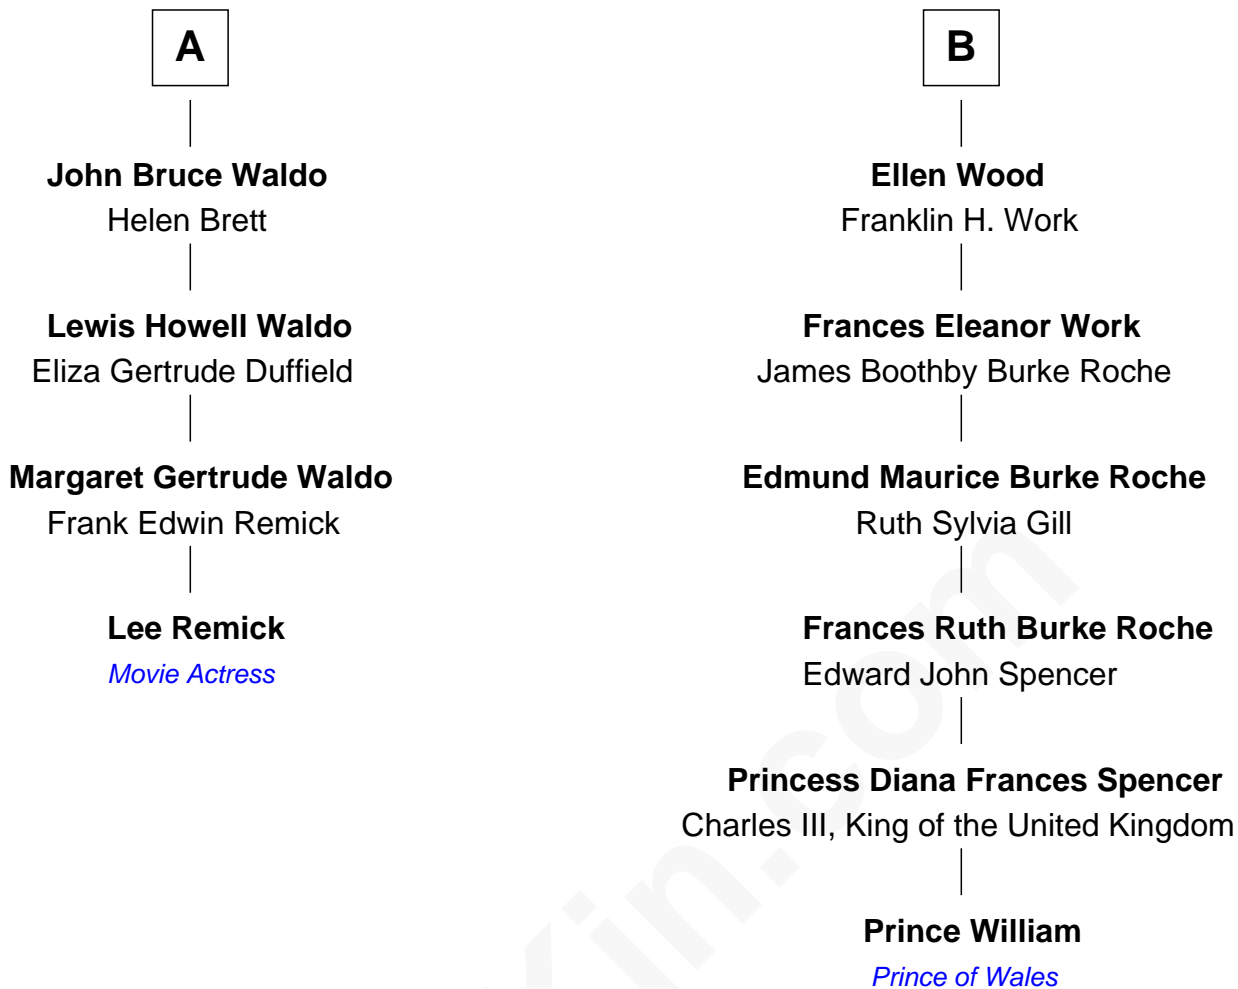 A
John Bruce Waldo
Helen Brett
Lewis Howell Waldo
Eliza Gertrude Duffield
Margaret Gertrude Waldo
Frank Edwin Remick
Lee Remick
Movie Actress
B
Ellen Wood
Franklin H. Work
Frances Eleanor Work
James Boothby Burke Roche
Edmund Maurice Burke Roche
Ruth Sylvia Gill
Frances Ruth Burke Roche
Edward John Spencer
Princess Diana Frances Spencer
Charles III, King of the United Kingdom
Prince William
Prince of Wales
Kin.com